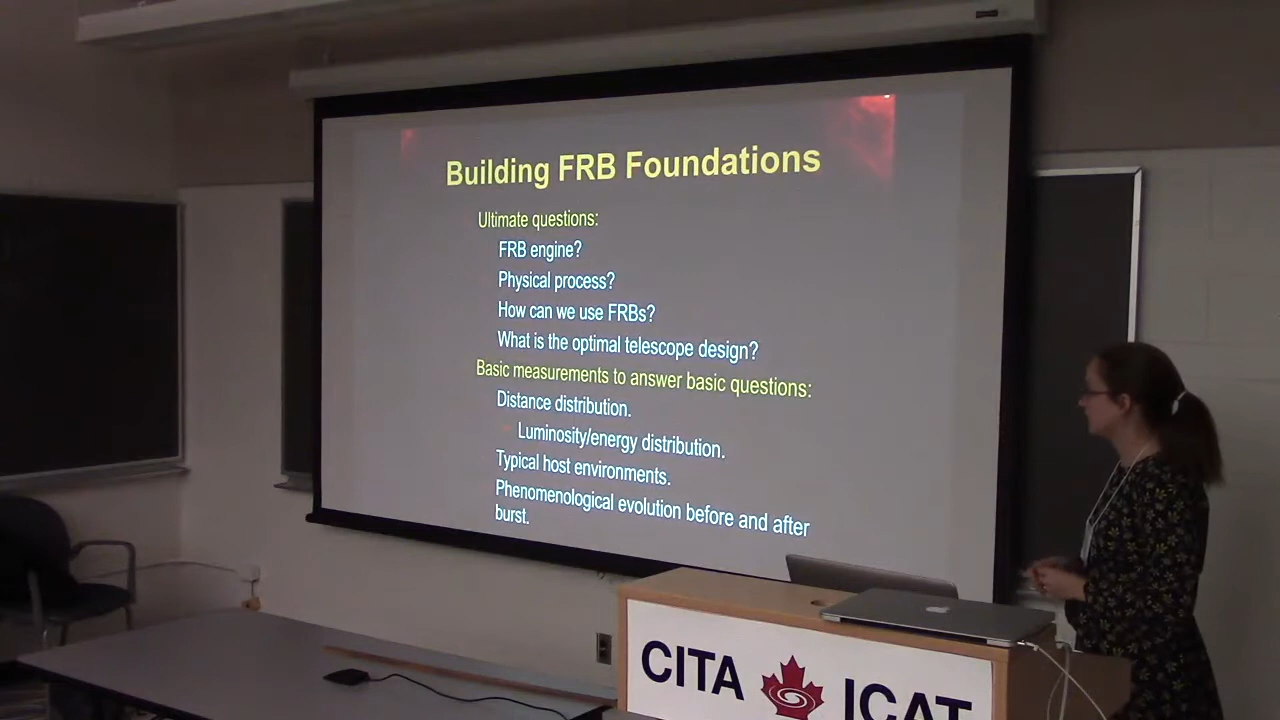 Building FRB Foundations
Ultimate questions:
FRB engine?
Physical process?
How can we use FRBs?
What is the optimal telescope design?
Basic measurements to answer basic questions:
Distance distribution.
Luminosity/energy distribution.
Typical host environments.
Phenomenological evolution before and after
burst.
CITA ICAT